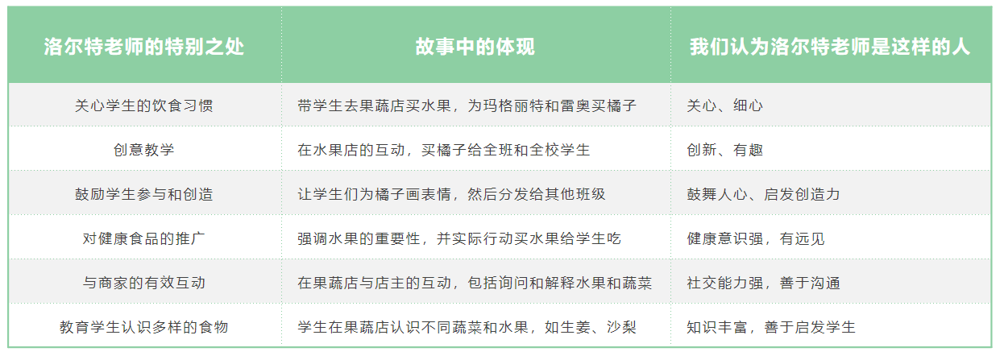 洛尔特老师的特别之处 故事中的体现 我们认为洛尔特老师是这样的人
关心学生的饮食习惯 带学生去果蔬店买水果，为玛格丽特和雷奥买橘子 关心、细心
创意教学 在水果店的互动，买橘子给全班和全校学生 创新、有趣
鼓励学生参与和创造 让学生们为橘子画表情，然后分发给其他班级 鼓舞人心、启发创造力
对健康食品的推广 强调水果的重要性，并实际行动买水果给学生吃 健康意识强，有远见
与商家的有效互动 在果蔬店与店主的互动，包括询问和解释水果和蔬菜 社交能力强，善于沟通
教育学生认识多样的食物 学生在果蔬店认识不同蔬菜和水果，如生姜、沙梨 知识丰富，善于启发学生